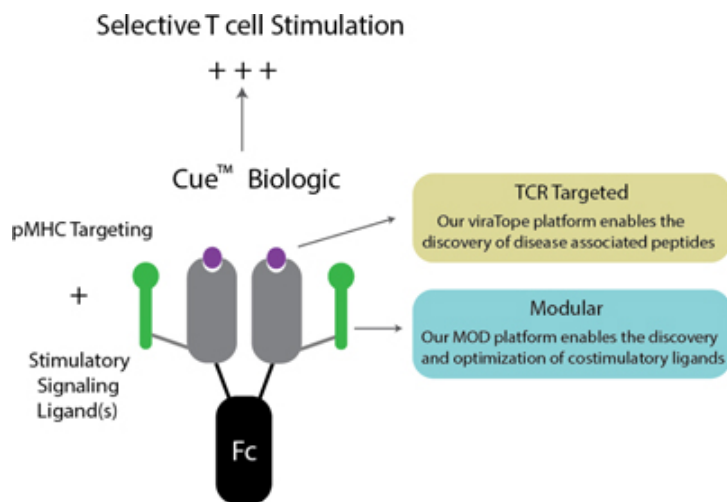 Selective T cell Stimulation
+ + +
Cue™ Biologic
pMHC Targeting
+
Stimulatory
Signaling
Ligand(s)
Fc
TCR Targeted
Our viraTope platform enables the
discovery of disease associated peptides
Modular
Our MOD platform enables the discovery
and optimization of costimulatory ligands